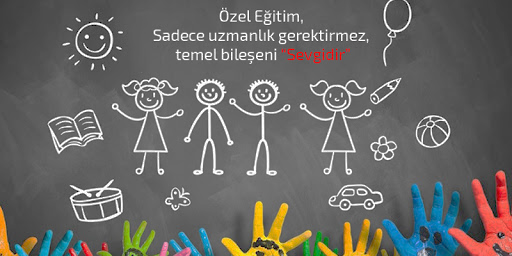 Özel Eğitim,
Sadece uzmanlık gerektirmez,
temel bileşeni "Sevgidir"